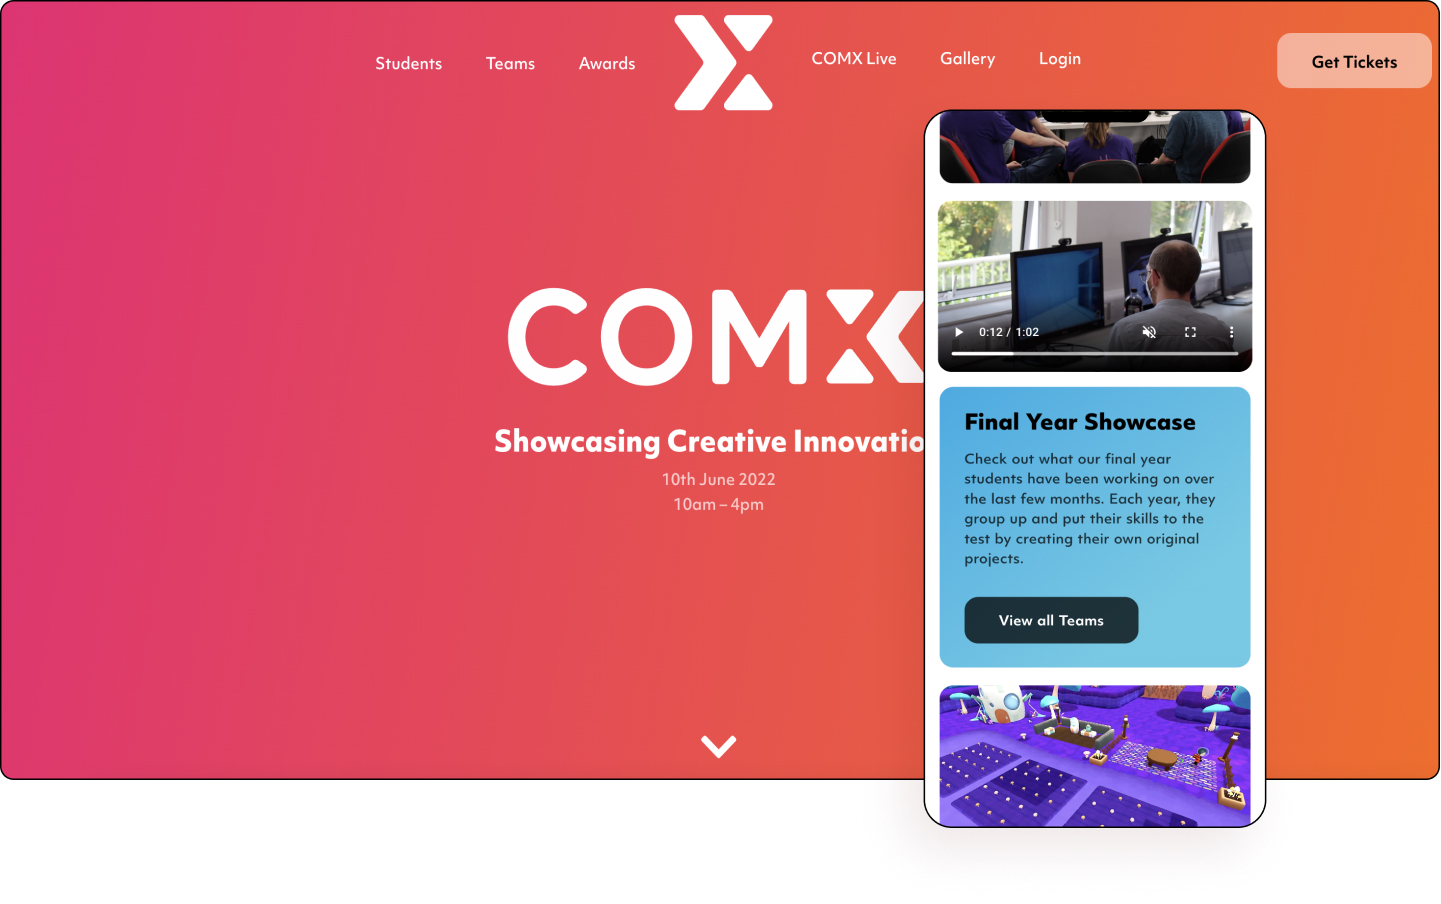 Students
Teams
Awards
COMX Live
Gallery
Login
Get Tickets
COMX
Showcasing Creative Innovatio
10th June 2022
10am – 4pm
0:12 / 1:02
Final Year Showcase
Check out what our final year
students have been working on over
the last few months. Each year, they
group up and put their skills to the
test by creating their own original
projects.
View all Teams